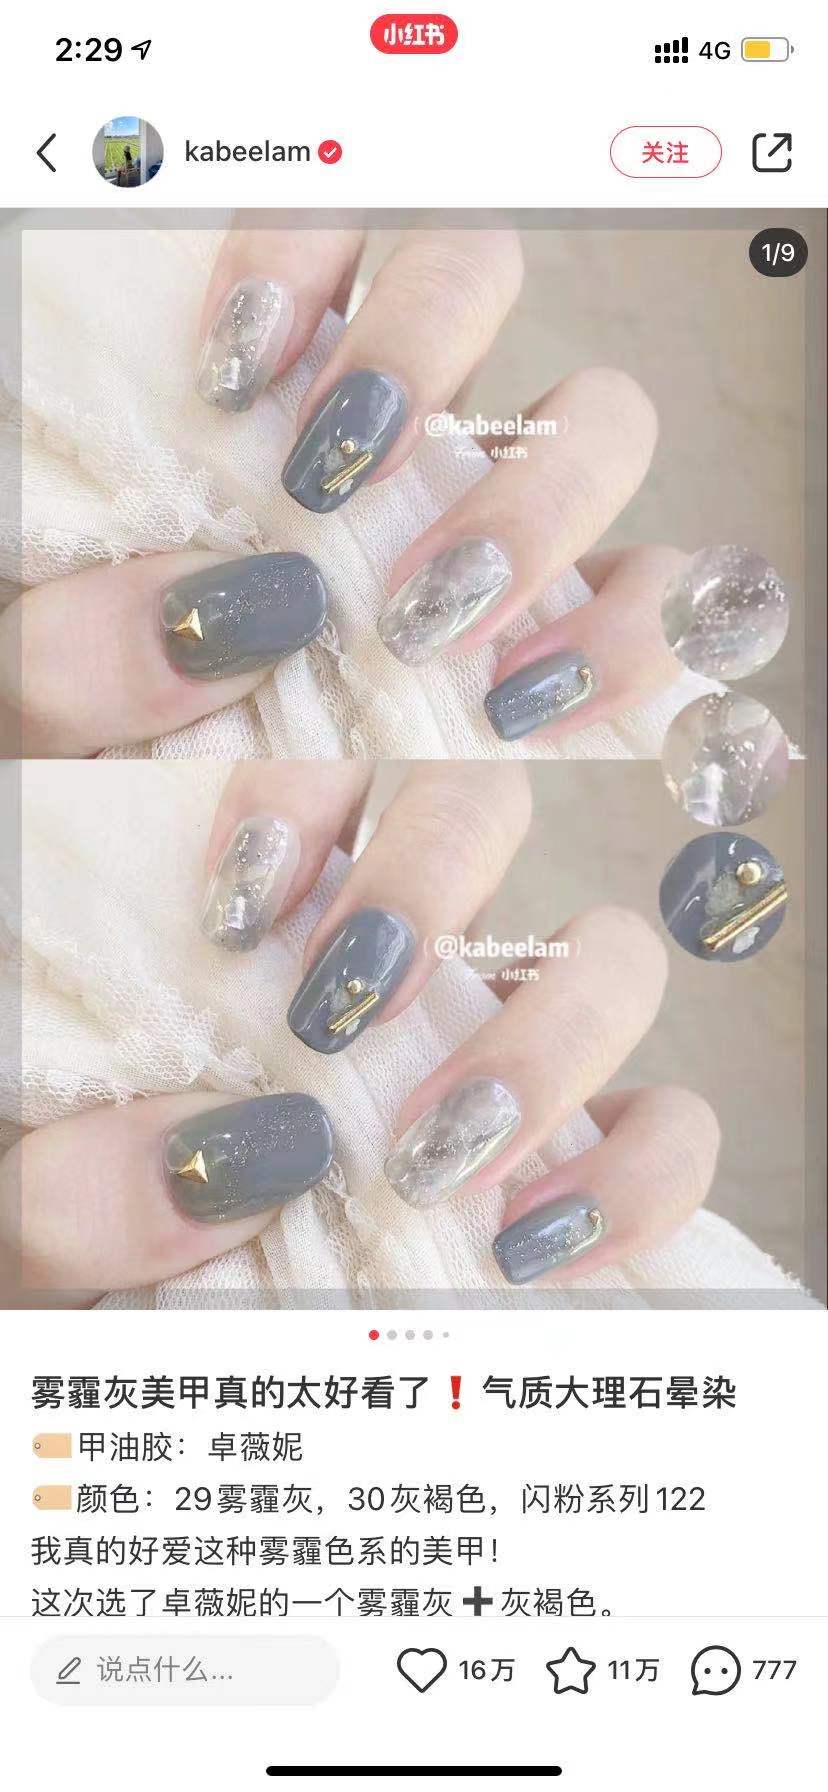 2:29
小红书
4G
kabeelam
关注
1/9
@kabeelam
From 小红书
@kabeelam
From 小红书
雾霾灰美甲真的太好看了❗气质大理石晕染
🏷️甲油胶：卓薇妮
🏷️颜色：29雾霾灰，30灰褐色，闪粉系列122
我真的好爱这种雾霾色系的美甲！
这次选了卓薇妮的一个雾霾灰➕灰褐色。
说点什么...
16万
11万
777